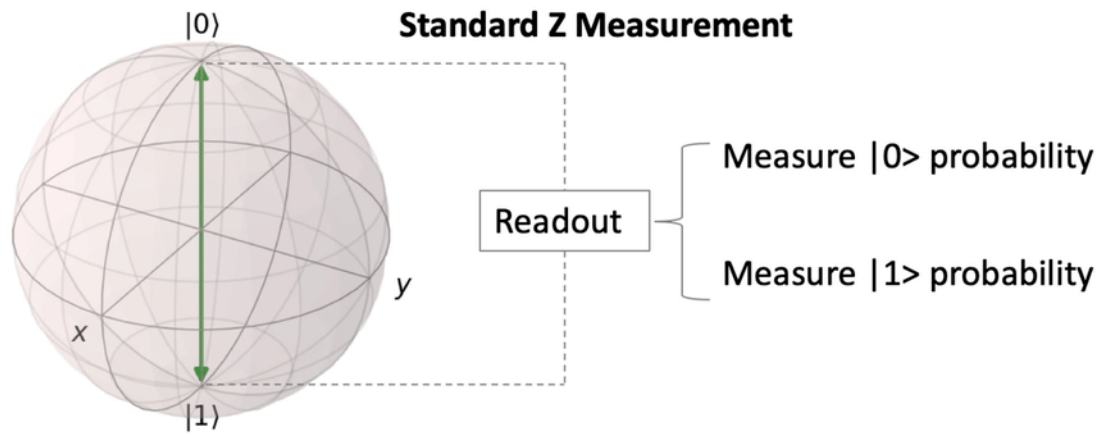 |0⟩
Standard Z Measurement
Measure |0> probability
Readout
Measure |1> probability
y
x
|1⟩